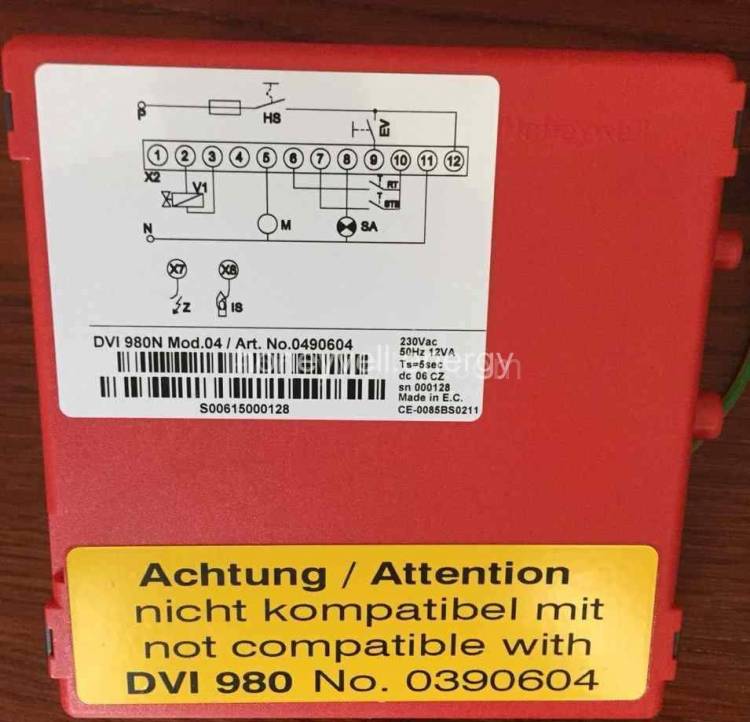 P
HS
EV
1 2 3 4 5 6 7 8 9 10 11 12
X2
V1
RT
STB
N
M
SA
X7
X8
Z
IS
DVI 980N Mod.04 / Art. No.0490604
S00615000128
230Vac
50Hz 12VA
Ts=5sec
dc 06 CZ
sn 000128
Made in E.C.
CE-0085BS0211
Achtung / Attention
nicht kompatibel mit
not compatible with
DVI 980 No. 0390604